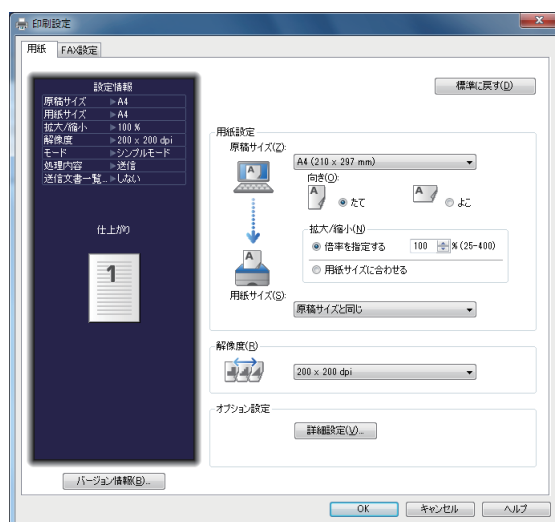 印刷設定
用紙
FAX設定
設定情報
原稿サイズ ▶A4
用紙サイズ ▶A4
拡大/縮小 ▶100 %
解像度 ▶200 x 200 dpi
モード ▶シンプルモード
処理内容 ▶送信
送信文書一覧... ▶しない
仕上がり
1
バージョン情報(B)...
標準に戻す(D)
用紙設定
原稿サイズ(Z):
A4 (210 x 297 mm)
向き(O):
A たて
A よこ
拡大/縮小(N)
倍率を指定する 100 % (25-400)
用紙サイズに合わせる
A
A
用紙サイズ(S):
原稿サイズと同じ
解像度(R)
200 x 200 dpi
オプション設定
詳細設定(V)...
OK
キャンセル
ヘルプ